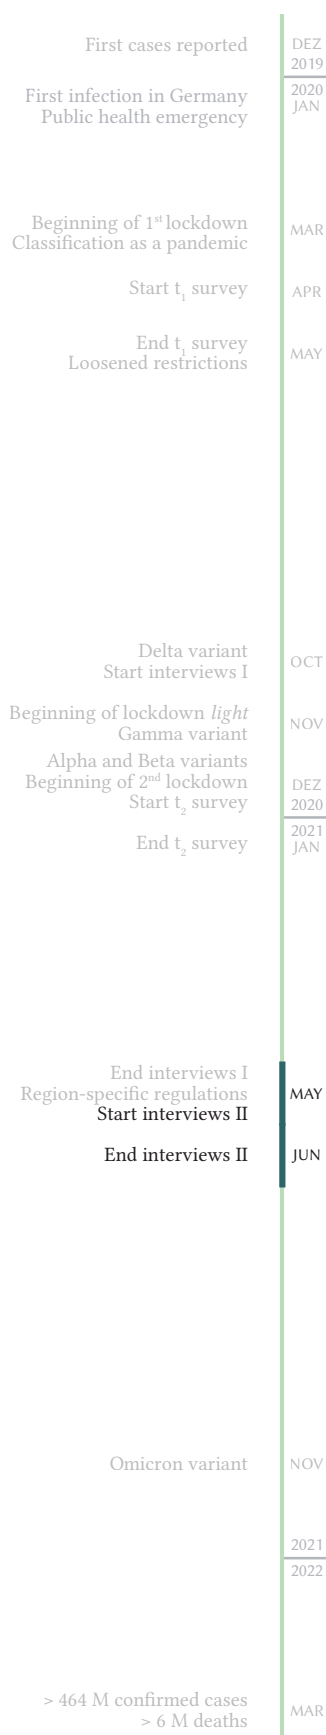 First cases reported
DEZ
2019
2020
First infection in Germany
JAN
Public health emergency
Beginning of 1st lockdown
MAR
Classification as a pandemic
Start t1 survey
APR
End t1 survey
MAY
Loosened restrictions
Delta variant
OCT
Start interviews I
Beginning of lockdown light
NOV
Gamma variant
Alpha and Beta variants
Beginning of 2nd lockdown
DEZ
Start t2 survey
2020
2021
End t2 survey
JAN
End interviews I
Region-specific regulations
MAY
Start interviews II
End interviews II
JUN
Omicron variant
NOV
2021
2022
> 464 M confirmed cases
MAR
> 6 M deaths